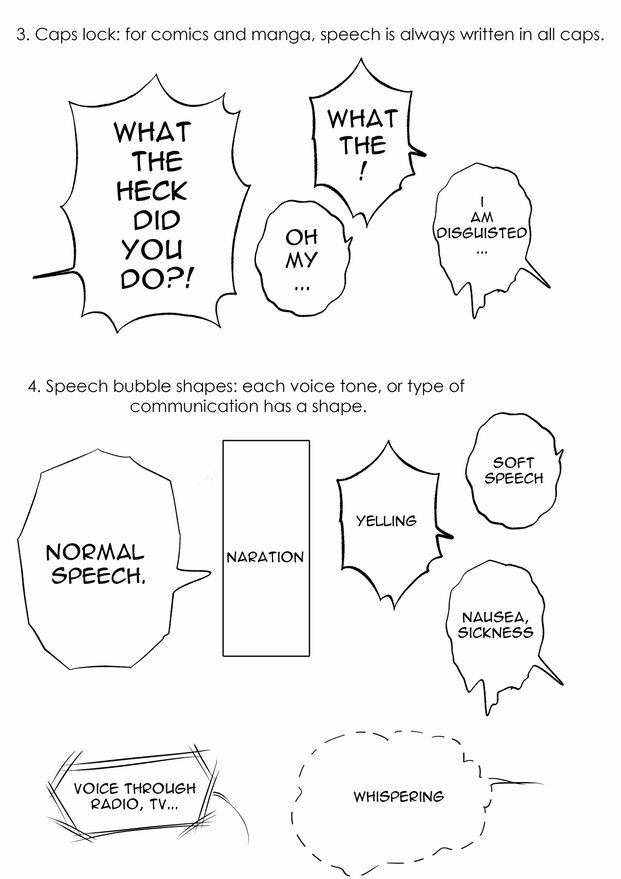 3. Caps lock: for comics and manga, speech is always written in all caps.
WHAT
THE
HECK
DID
YOU
DO?!
OH
MY
...
WHAT
THE
!
I
AM
DISGUISTED
...
4. Speech bubble shapes: each voice tone, or type of
communication has a shape.
NORMAL
SPEECH.
NARATION
YELLING
SOFT
SPEECH
NAUSEA,
SICKNESS
VOICE THROUGH
RADIO, TV...
WHISPERING